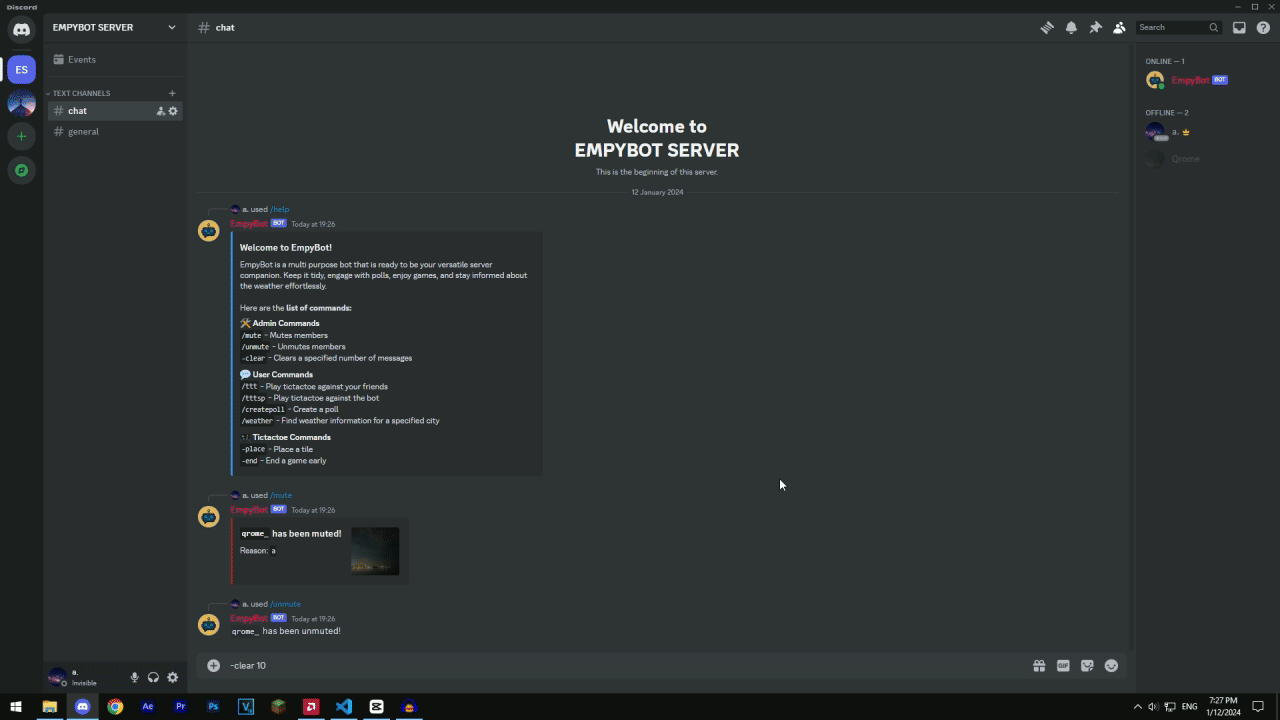 Discord
EMPYBOT SERVER
# chat
Search
ES
Events
TEXT CHANNELS
# chat
# general
Welcome to
EMPYBOT SERVER
This is the beginning of this server.
12 January 2024
a. used /help
EmpyBot BOT Today at 19:26
Welcome to EmpyBot!
EmpyBot is a multi purpose bot that is ready to be your versatile server
companion. Keep it tidy, engage with polls, enjoy games, and stay informed about
the weather effortlessly.
Here are the list of commands:
Admin Commands
/mute - Mutes members
/unmute - Unmutes members
-clear - Clears a specified number of messages
User Commands
/ttt - Play tictactoe against your friends
/tttsp - Play tictactoe against the bot
/createpoll - Create a poll
/weather - Find weather information for a specified city
Tictactoe Commands
-place - Place a tile
-end - End a game early
a. used /mute
EmpyBot BOT Today at 19:26
qrome_ has been muted!
Reason: a
a. used /unmute
EmpyBot BOT Today at 19:26
qrome_ has been unmuted!
-clear 10
GIF
ONLINE — 1
EmpyBot BOT
OFFLINE — 2
a.
Qrome
a.
Invisible
Ae
Pr
Ps
ENG
7:27 PM
1/12/2024